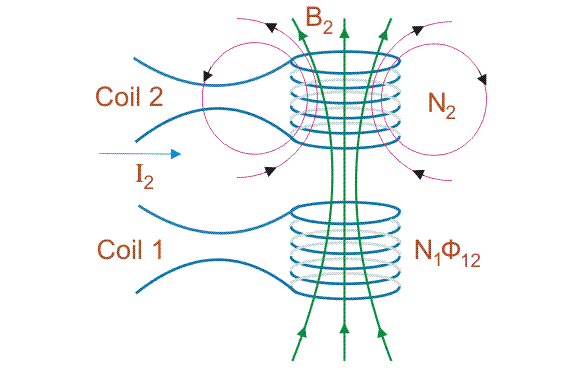 B₂
Coil 2
N₂
I₂
Coil 1
N₁Φ₁₂